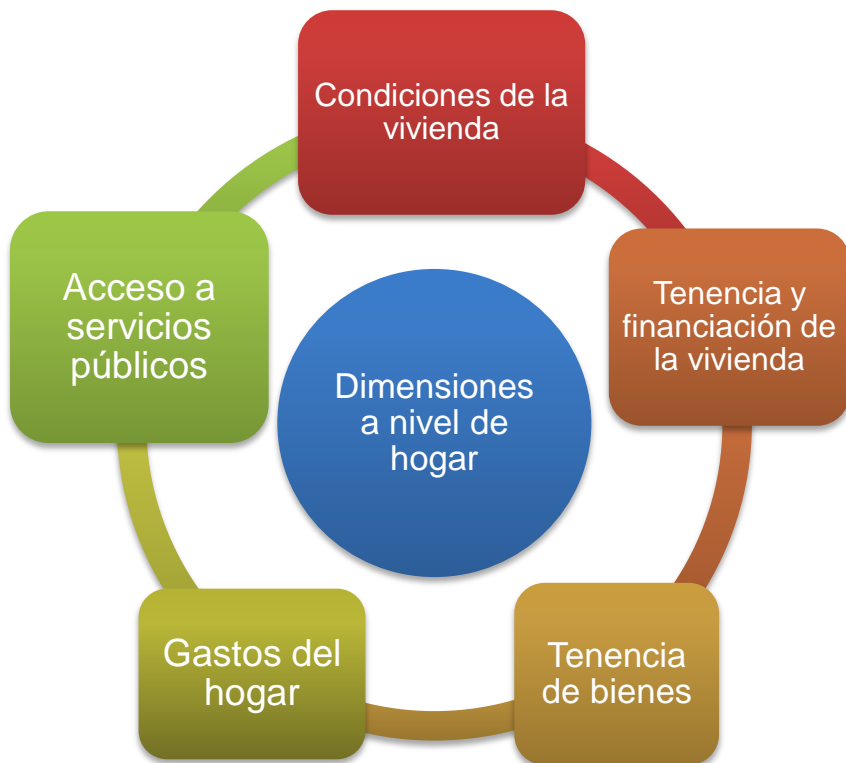 Condiciones de la
vivienda
Tenencia y
financiación de
la vivienda
Tenencia
de bienes
Gastos del
hogar
Acceso a
servicios
públicos
Dimensiones
a nivel de
hogar